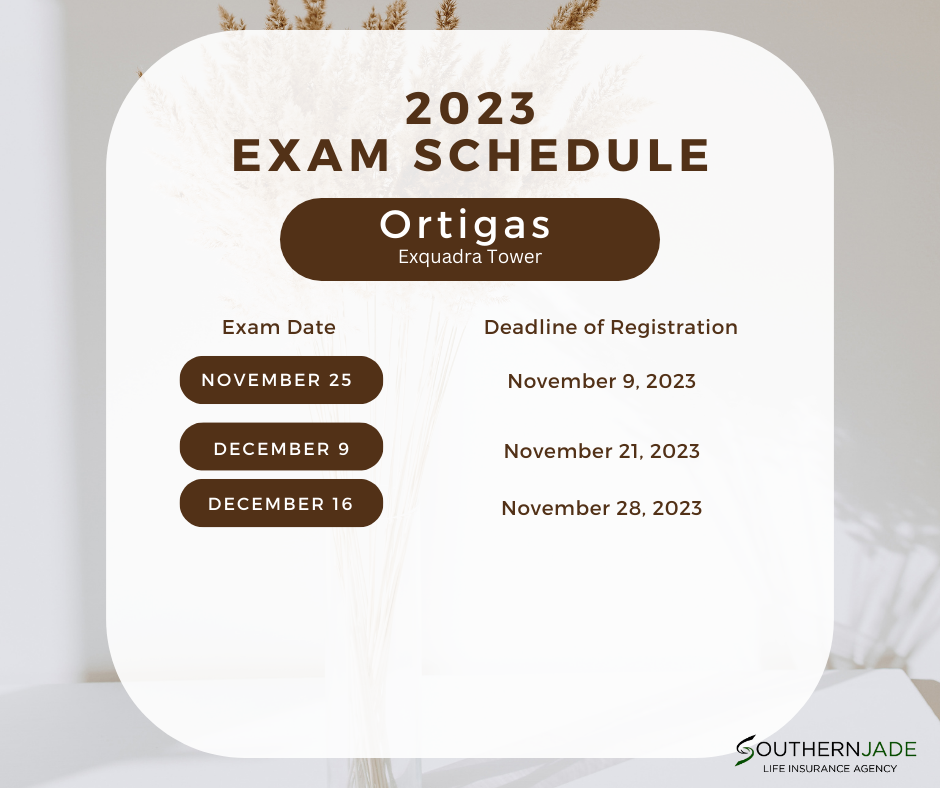 2023
EXAM SCHEDULE
Ortigas
Exquadra Tower
Exam Date Deadline of Registration
NOVEMBER 25 November 9, 2023
DECEMBER 9 November 21, 2023
DECEMBER 16 November 28, 2023
SOUTHERNJADE
LIFE INSURANCE AGENCY